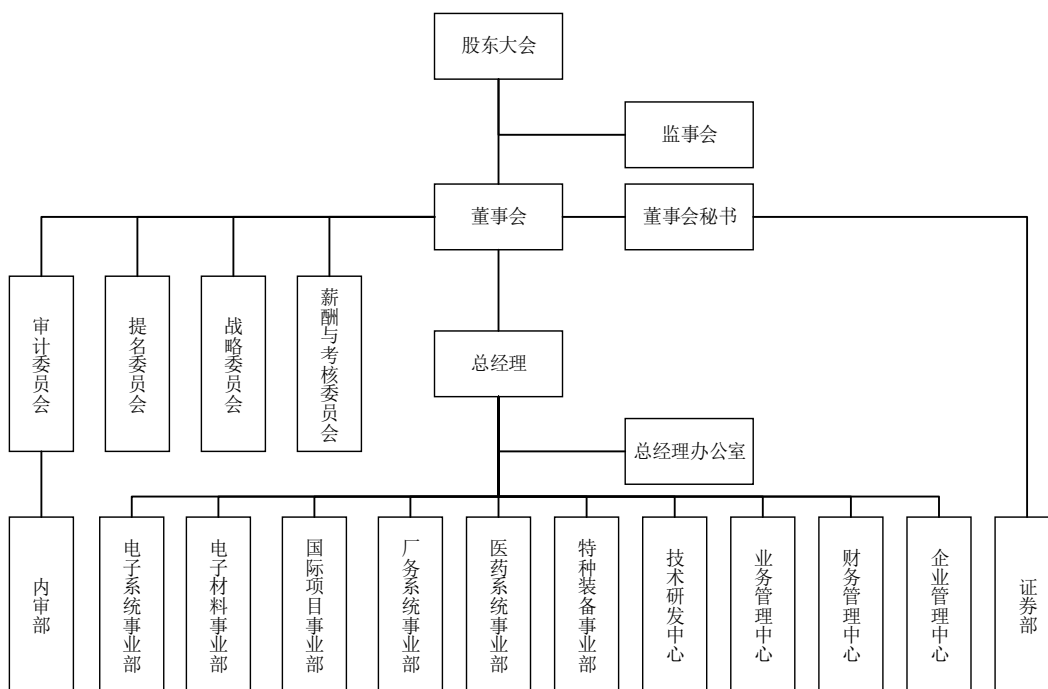 股东大会
监事会
董事会
董事会秘书
审计委员会
提名委员会
战略委员会
薪酬与考核委员会
总经理
总经理办公室
内审部
电子系统事业部
电子材料事业部
国际项目事业部
厂务系统事业部
医药系统事业部
特种装备事业部
技术研发中心
业务管理中心
财务管理中心
企业管理中心
证券部